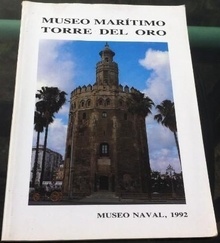 MUSEO MARÍTIMO
TORRE DEL ORO
MUSEO NAVAL, 1992